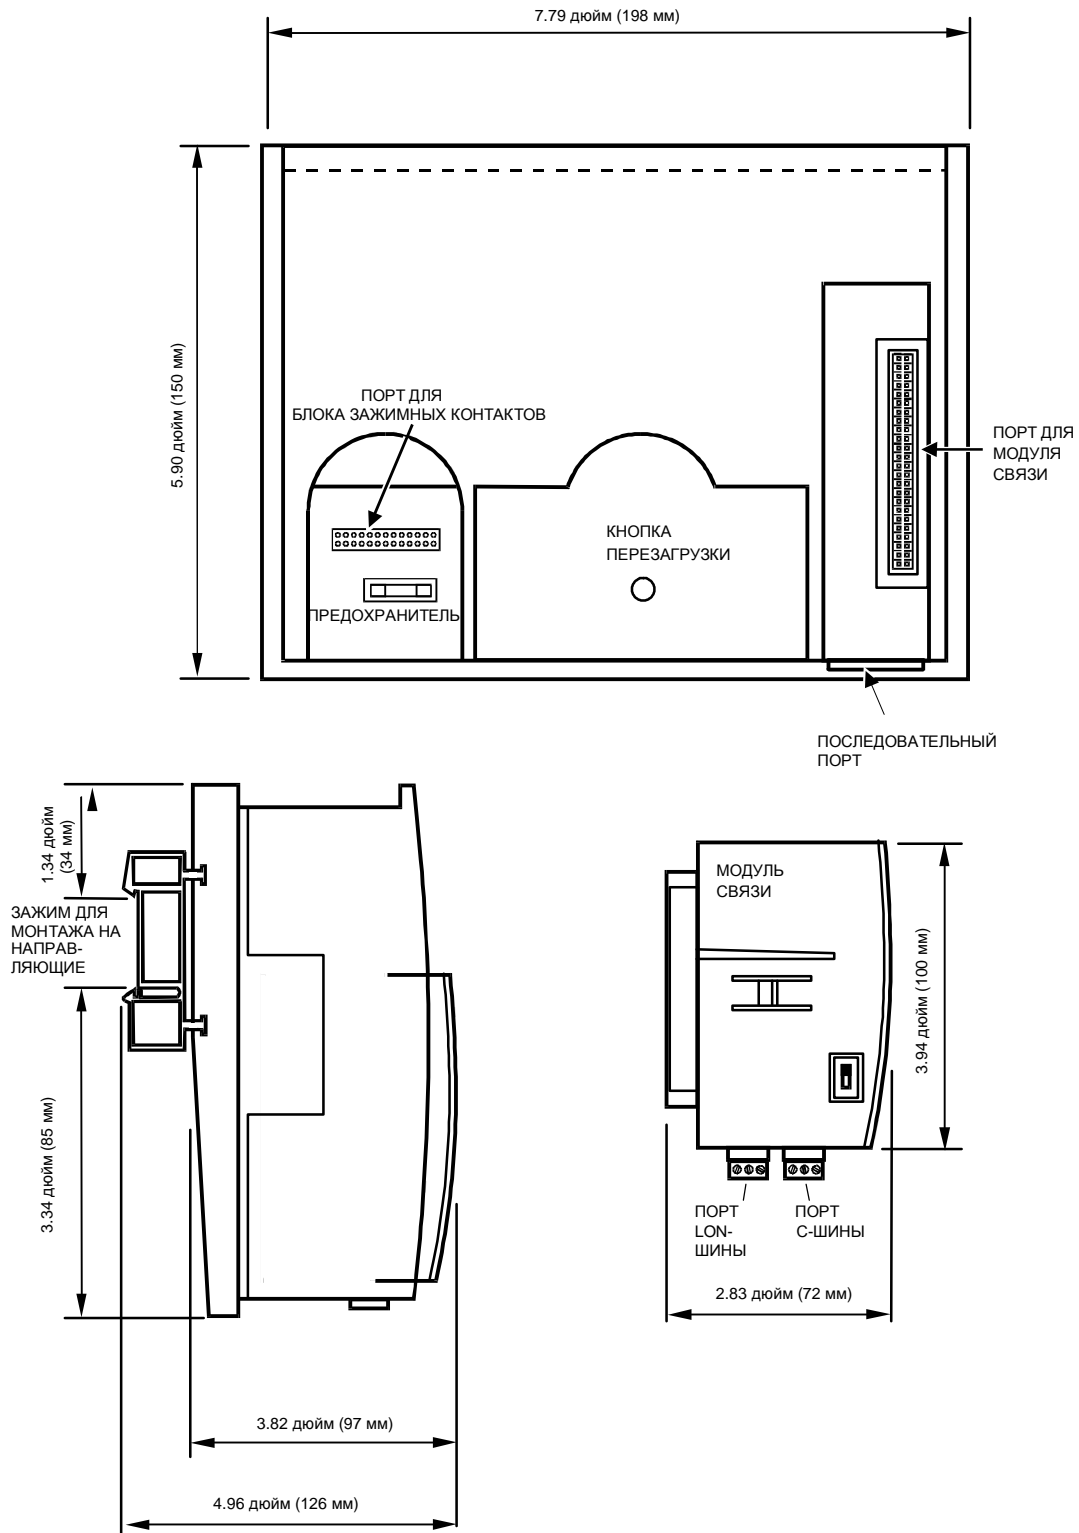 7.79 дюйм (198 мм)
5.90 дюйм (150 мм)
ПОРТ ДЛЯ
БЛОКА ЗАЖИМНЫХ КОНТАКТОВ
ПОРТ ДЛЯ
МОДУЛЯ
СВЯЗИ
КНОПКА
ПЕРЕЗАГРУЗКИ
ПРЕДОХРАНИТЕЛЬ
ПОСЛЕДОВАТЕЛЬНЫЙ
ПОРТ
1.34 дюйм
(34 мм)
ЗАЖИМ ДЛЯ
МОНТАЖА НА
НАПРАВ-
ЛЯЮЩИЕ
3.34 дюйм (85 мм)
3.82 дюйм (97 мм)
4.96 дюйм (126 мм)
МОДУЛЬ
СВЯЗИ
3.94 дюйм (100 мм)
ПОРТ
LON-
ШИНЫ
ПОРТ
С-ШИНЫ
2.83 дюйм (72 мм)